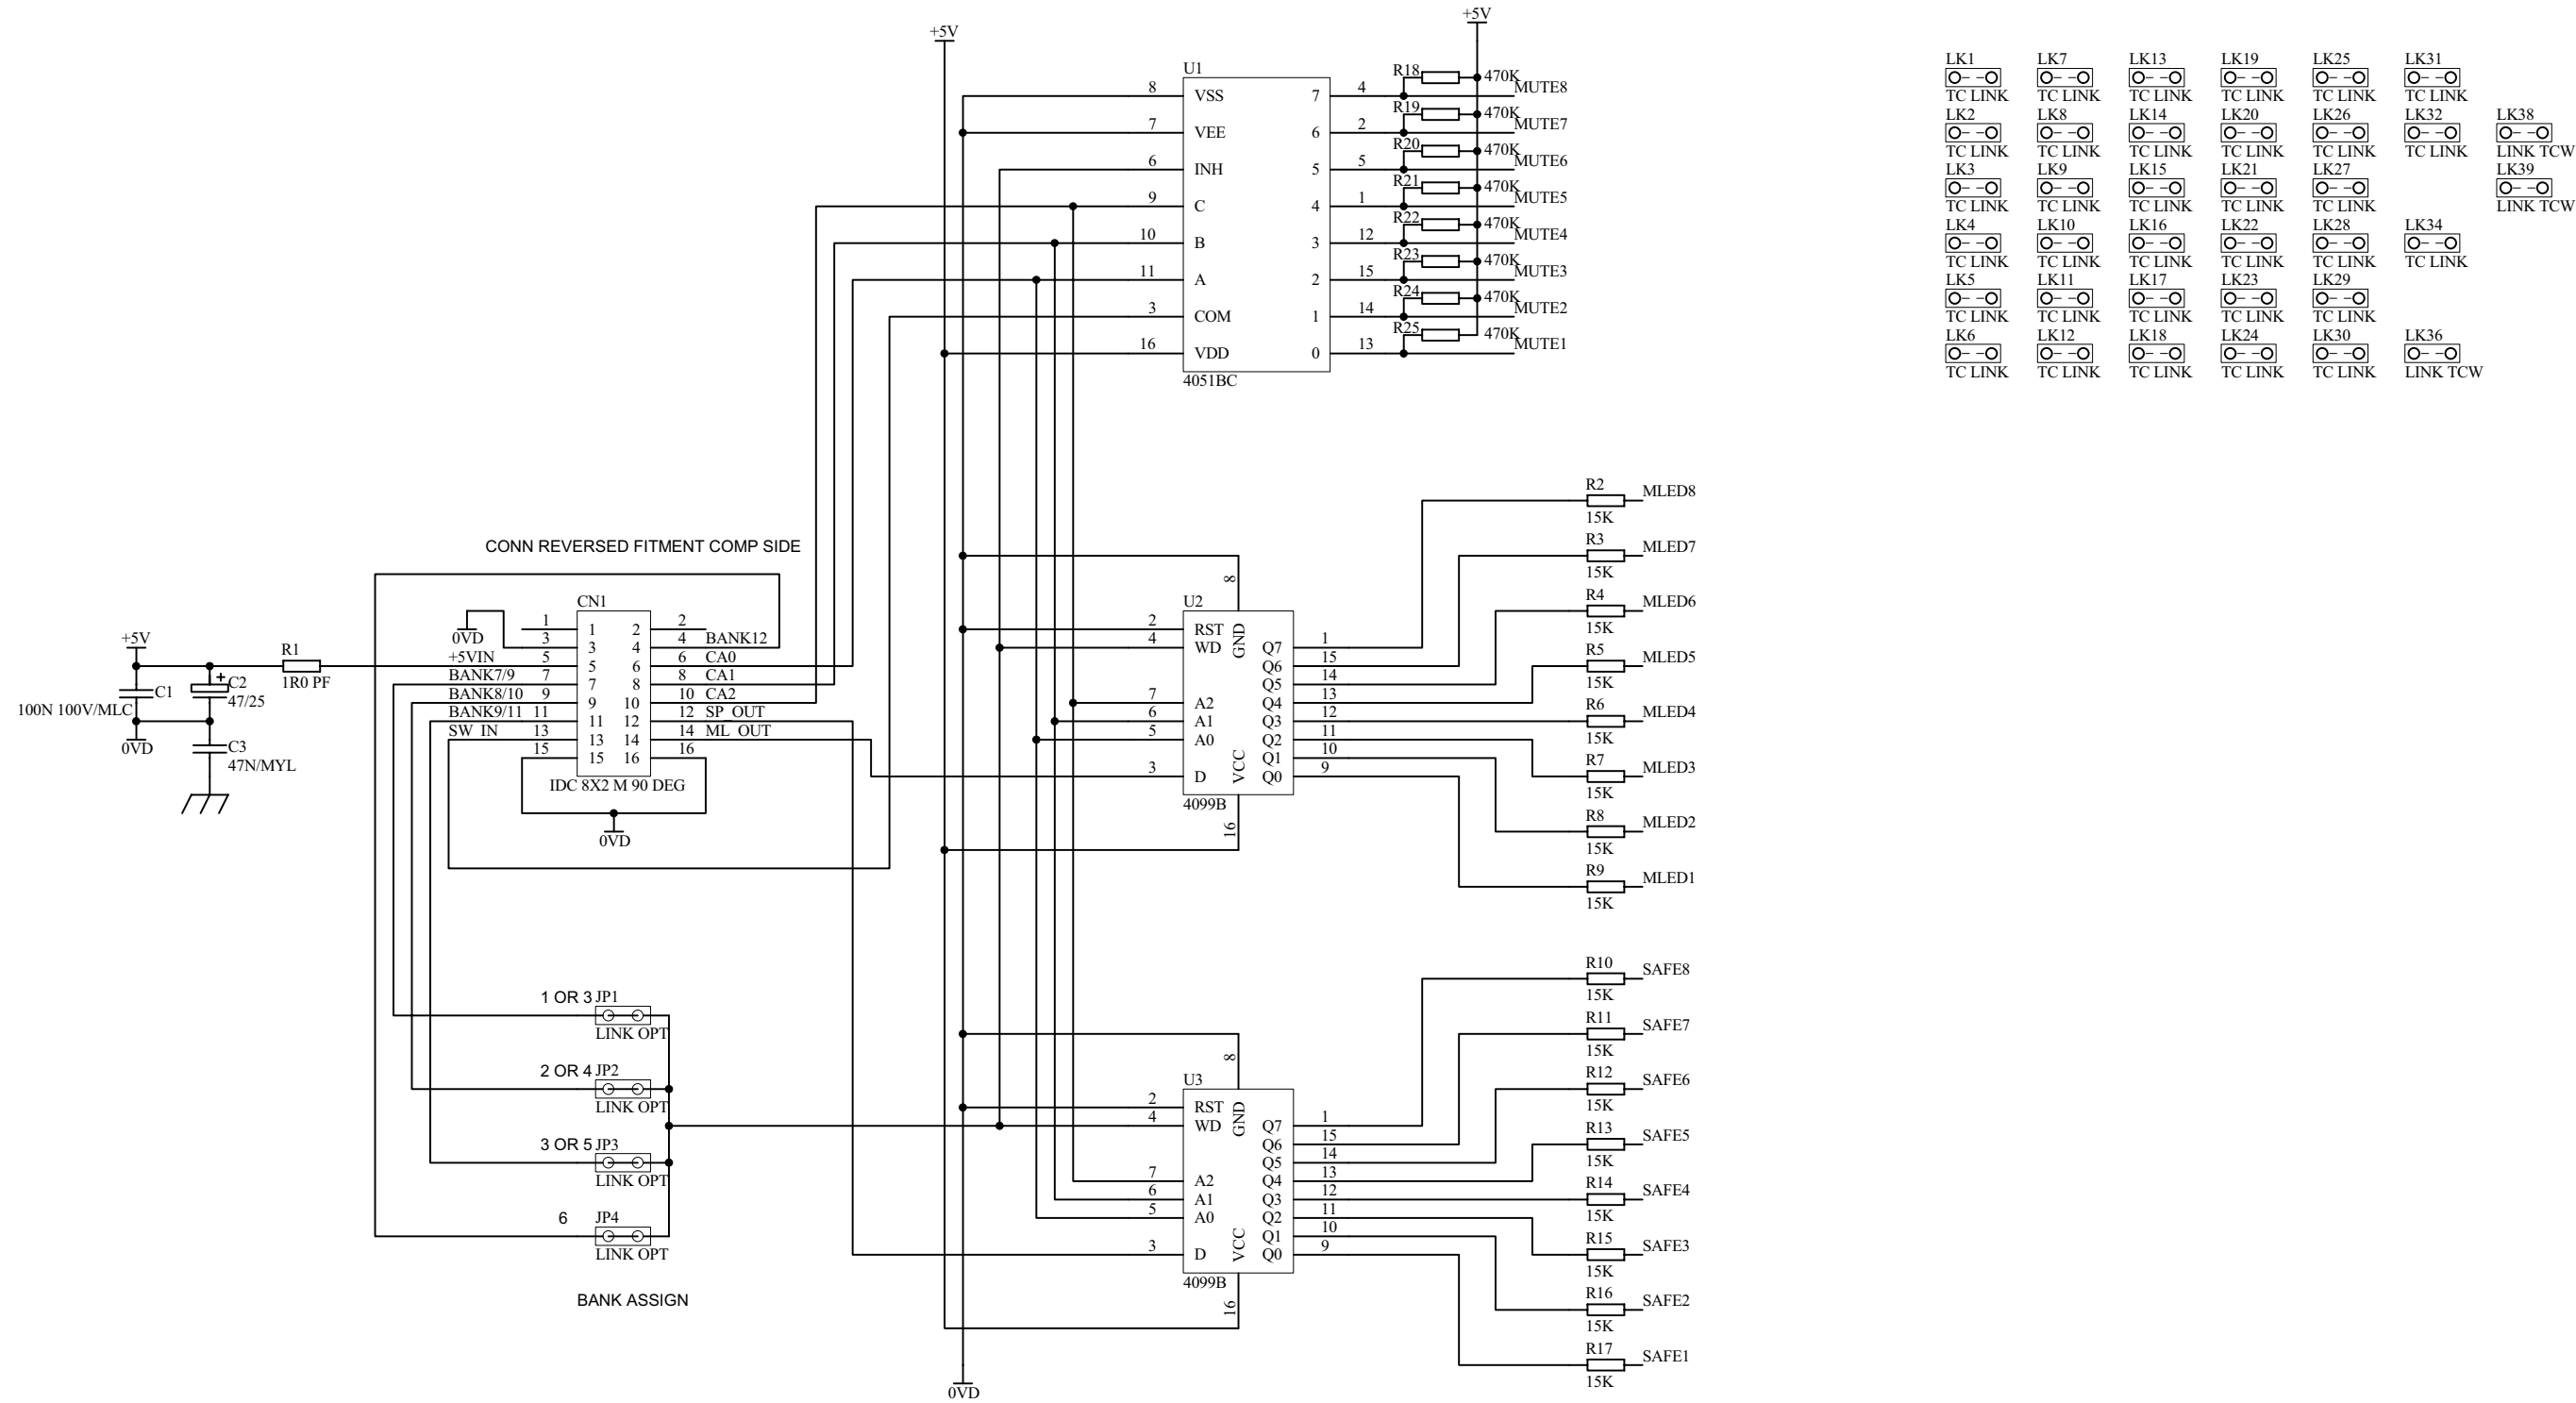 +5V
+5V
U1
8 VSS 7 4
7 VEE 6 2
6 INH 5 5
9 C 4 1
10 B 3 12
11 A 2 15
3 COM 1 14
16 VDD 0 13
4051BC
R18 470K MUTE8
R19 470K MUTE7
R20 470K MUTE6
R21 470K MUTE5
R22 470K MUTE4
R23 470K MUTE3
R24 470K MUTE2
R25 470K MUTE1
LK1 LK7 LK13 LK19 LK25 LK31
TC LINK TC LINK TC LINK TC LINK TC LINK TC LINK
LK2 LK8 LK14 LK20 LK26 LK32 LK38
TC LINK TC LINK TC LINK TC LINK TC LINK TC LINK LINK TCW
LK3 LK9 LK15 LK21 LK27 LK39
TC LINK TC LINK TC LINK TC LINK TC LINK LINK TCW
LK4 LK10 LK16 LK22 LK28 LK34
TC LINK TC LINK TC LINK TC LINK TC LINK TC LINK
LK5 LK11 LK17 LK23 LK29
TC LINK TC LINK TC LINK TC LINK TC LINK
LK6 LK12 LK18 LK24 LK30 LK36
TC LINK TC LINK TC LINK TC LINK TC LINK LINK TCW
CONN REVERSED FITMENT COMP SIDE
CN1
1 1 2 2
0VD 3 3 4 4 BANK12
+5VIN 5 5 6 6 CA0
BANK7/9 7 7 8 8 CA1
BANK8/10 9 9 10 10 CA2
BANK9/11 11 11 12 12 SP_OUT
SW_IN 13 13 14 14 ML_OUT
15 15 16 16
IDC 8X2 M 90 DEG
0VD
+5V
R1
1R0 PF
C1
100N 100V/MLC
+ C2
47/25
0VD
C3
47N/MYL
U2
8
GND
2 RST
4 WD
7 A2
6 A1
5 A0
3 D
VCC
16
4099B
Q7 1
Q6 15
Q5 14
Q4 13
Q3 12
Q2 11
Q1 10
Q0 9
R2 MLED8
15K
R3 MLED7
15K
R4 MLED6
15K
R5 MLED5
15K
R6 MLED4
15K
R7 MLED3
15K
R8 MLED2
15K
R9 MLED1
15K
1 OR 3 JP1
LINK OPT
2 OR 4 JP2
LINK OPT
3 OR 5 JP3
LINK OPT
6 JP4
LINK OPT
BANK ASSIGN
U3
8
GND
2 RST
4 WD
7 A2
6 A1
5 A0
3 D
VCC
16
4099B
Q7 1
Q6 15
Q5 14
Q4 13
Q3 12
Q2 11
Q1 10
Q0 9
R10 SAFE8
15K
R11 SAFE7
15K
R12 SAFE6
15K
R13 SAFE5
15K
R14 SAFE4
15K
R15 SAFE3
15K
R16 SAFE2
15K
R17 SAFE1
15K
0VD